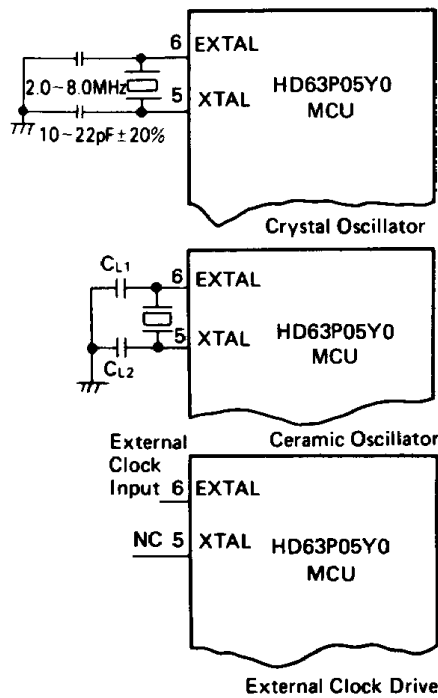 6 EXTAL
2.0~8.0MHz
5 XTAL
10~22pF±20%
HD63P05Y0
MCU
Crystal Oscillator
CL1
6 EXTAL
5 XTAL
CL2
HD63P05Y0
MCU
Ceramic Oscillator
External
Clock
Input 6 EXTAL
NC 5 XTAL
HD63P05Y0
MCU
External Clock Drive